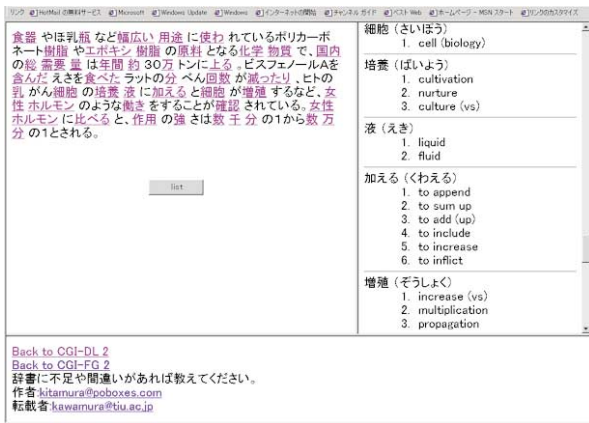 リンク HotMail の無料サービス Microsoft Windows Update Windows インターネットの開始 チャンネル ガイド ベスト Web ホームページ - MSN スタート リンクのカスタマイズ
食器 やほ乳瓶 など幅広い 用途 に使わ れているポリカーボ
ネート樹脂 やエポキシ 樹脂 の原料 となる化学 物質 で、国内
の総 需要 量 は年間 約 30万 トンに上る 。ビスフェノールAを
含んだ えさを食べた ラットの分 べん回数 が減ったり 、ヒトの
乳 がん細胞 の培養 液 に加える と細胞 が増殖 するなど、女
性 ホルモン のような働き をすることが確認 されている。女性
ホルモン に比べる と、作用 の強 さは数 千 分 の1から数 万
分 の1とされる。
list
細胞 (さいぼう)
1. cell (biology)
培養 (ばいよう)
1. cultivation
2. nurture
3. culture (vs)
液 (えき)
1. liquid
2. fluid
加える (くわえる)
1. to append
2. to sum up
3. to add (up)
4. to include
5. to increase
6. to inflict
増殖 (ぞうしょく)
1. increase (vs)
2. multiplication
3. propagation
Back to CGI-DL 2
Back to CGI-FG 2
辞書に不足や間違いがあれば教えてください。
作者:kitamura@poboxes.com
転載者:kawamura@tiu.ac.jp